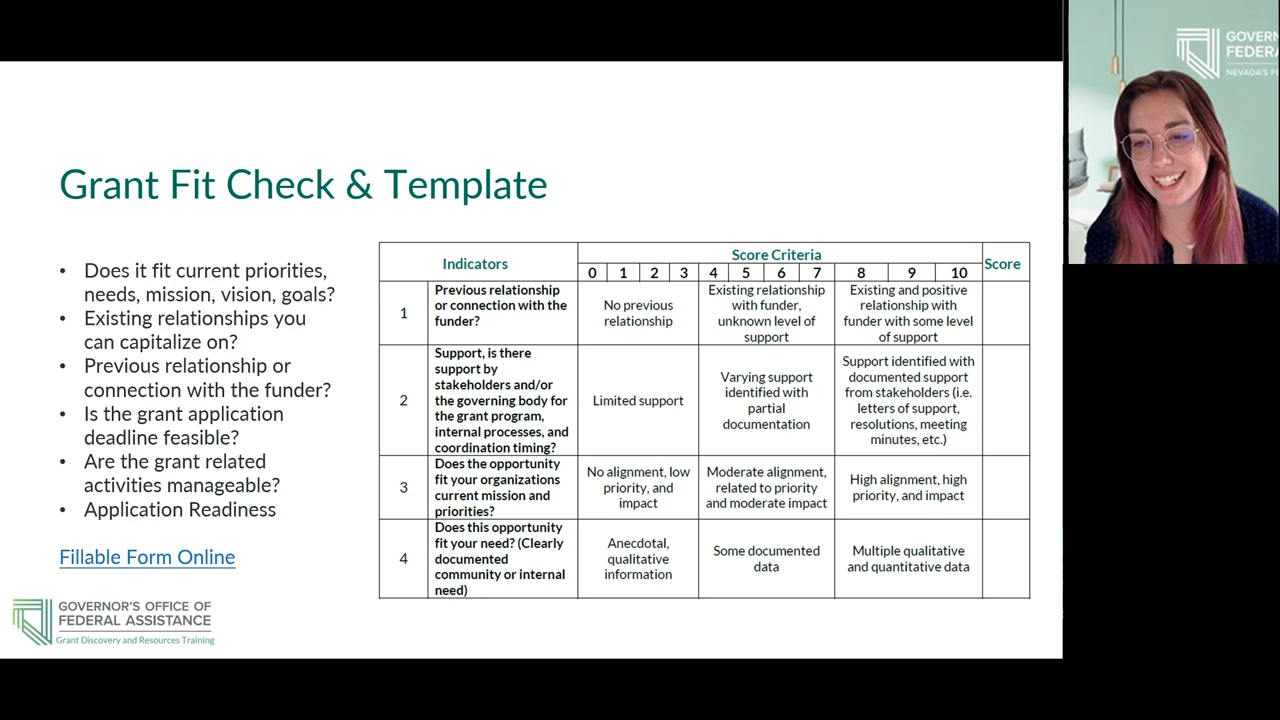 GOVERN
FEDERA
NEVADA'S F
Grant Fit Check & Template
• Does it fit current priorities,
needs, mission, vision, goals?
• Existing relationships you
can capitalize on?
• Previous relationship or
connection with the funder?
• Is the grant application
deadline feasible?
• Are the grant related
activities manageable?
• Application Readiness
Fillable Form Online
Indicators
Score Criteria
Score
0 1 2 3 4 5 6 7 8 9 10
1
Previous relationship
or connection with the
funder?
No previous
relationship
Existing relationship
with funder,
unknown level of
support
Existing and positive
relationship with
funder with some level
of support
2
Support, is there
support by
stakeholders and/or
the governing body for
the grant program,
internal processes, and
coordination timing?
Limited support
Varying support
identified with
partial
documentation
Support identified with
documented support
from stakeholders (i.e.
letters of support,
resolutions, meeting
minutes, etc.)
3
Does the opportunity
fit your organizations
current mission and
priorities?
No alignment, low
priority, and
impact
Moderate alignment,
related to priority
and moderate impact
High alignment, high
priority, and impact
4
Does this opportunity
fit your need? (Clearly
documented
community or internal
need)
Anecdotal,
qualitative
information
Some documented
data
Multiple qualitative
and quantitative data
GOVERNOR'S OFFICE OF
FEDERAL ASSISTANCE
Grant Discovery and Resources Training